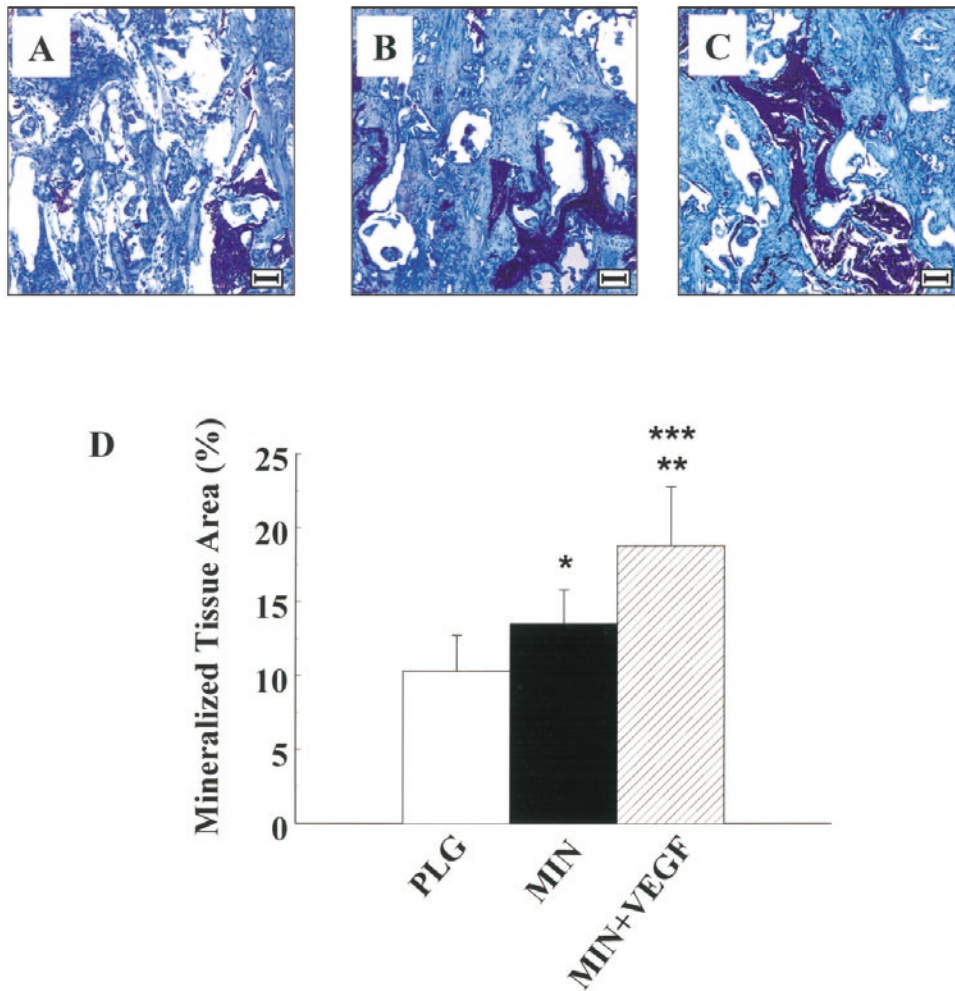 A
B
C
D
Mineralized Tissue Area (%)
25
20
15
10
5
0
*
***
**
PLG
MIN
MIN+VEGF